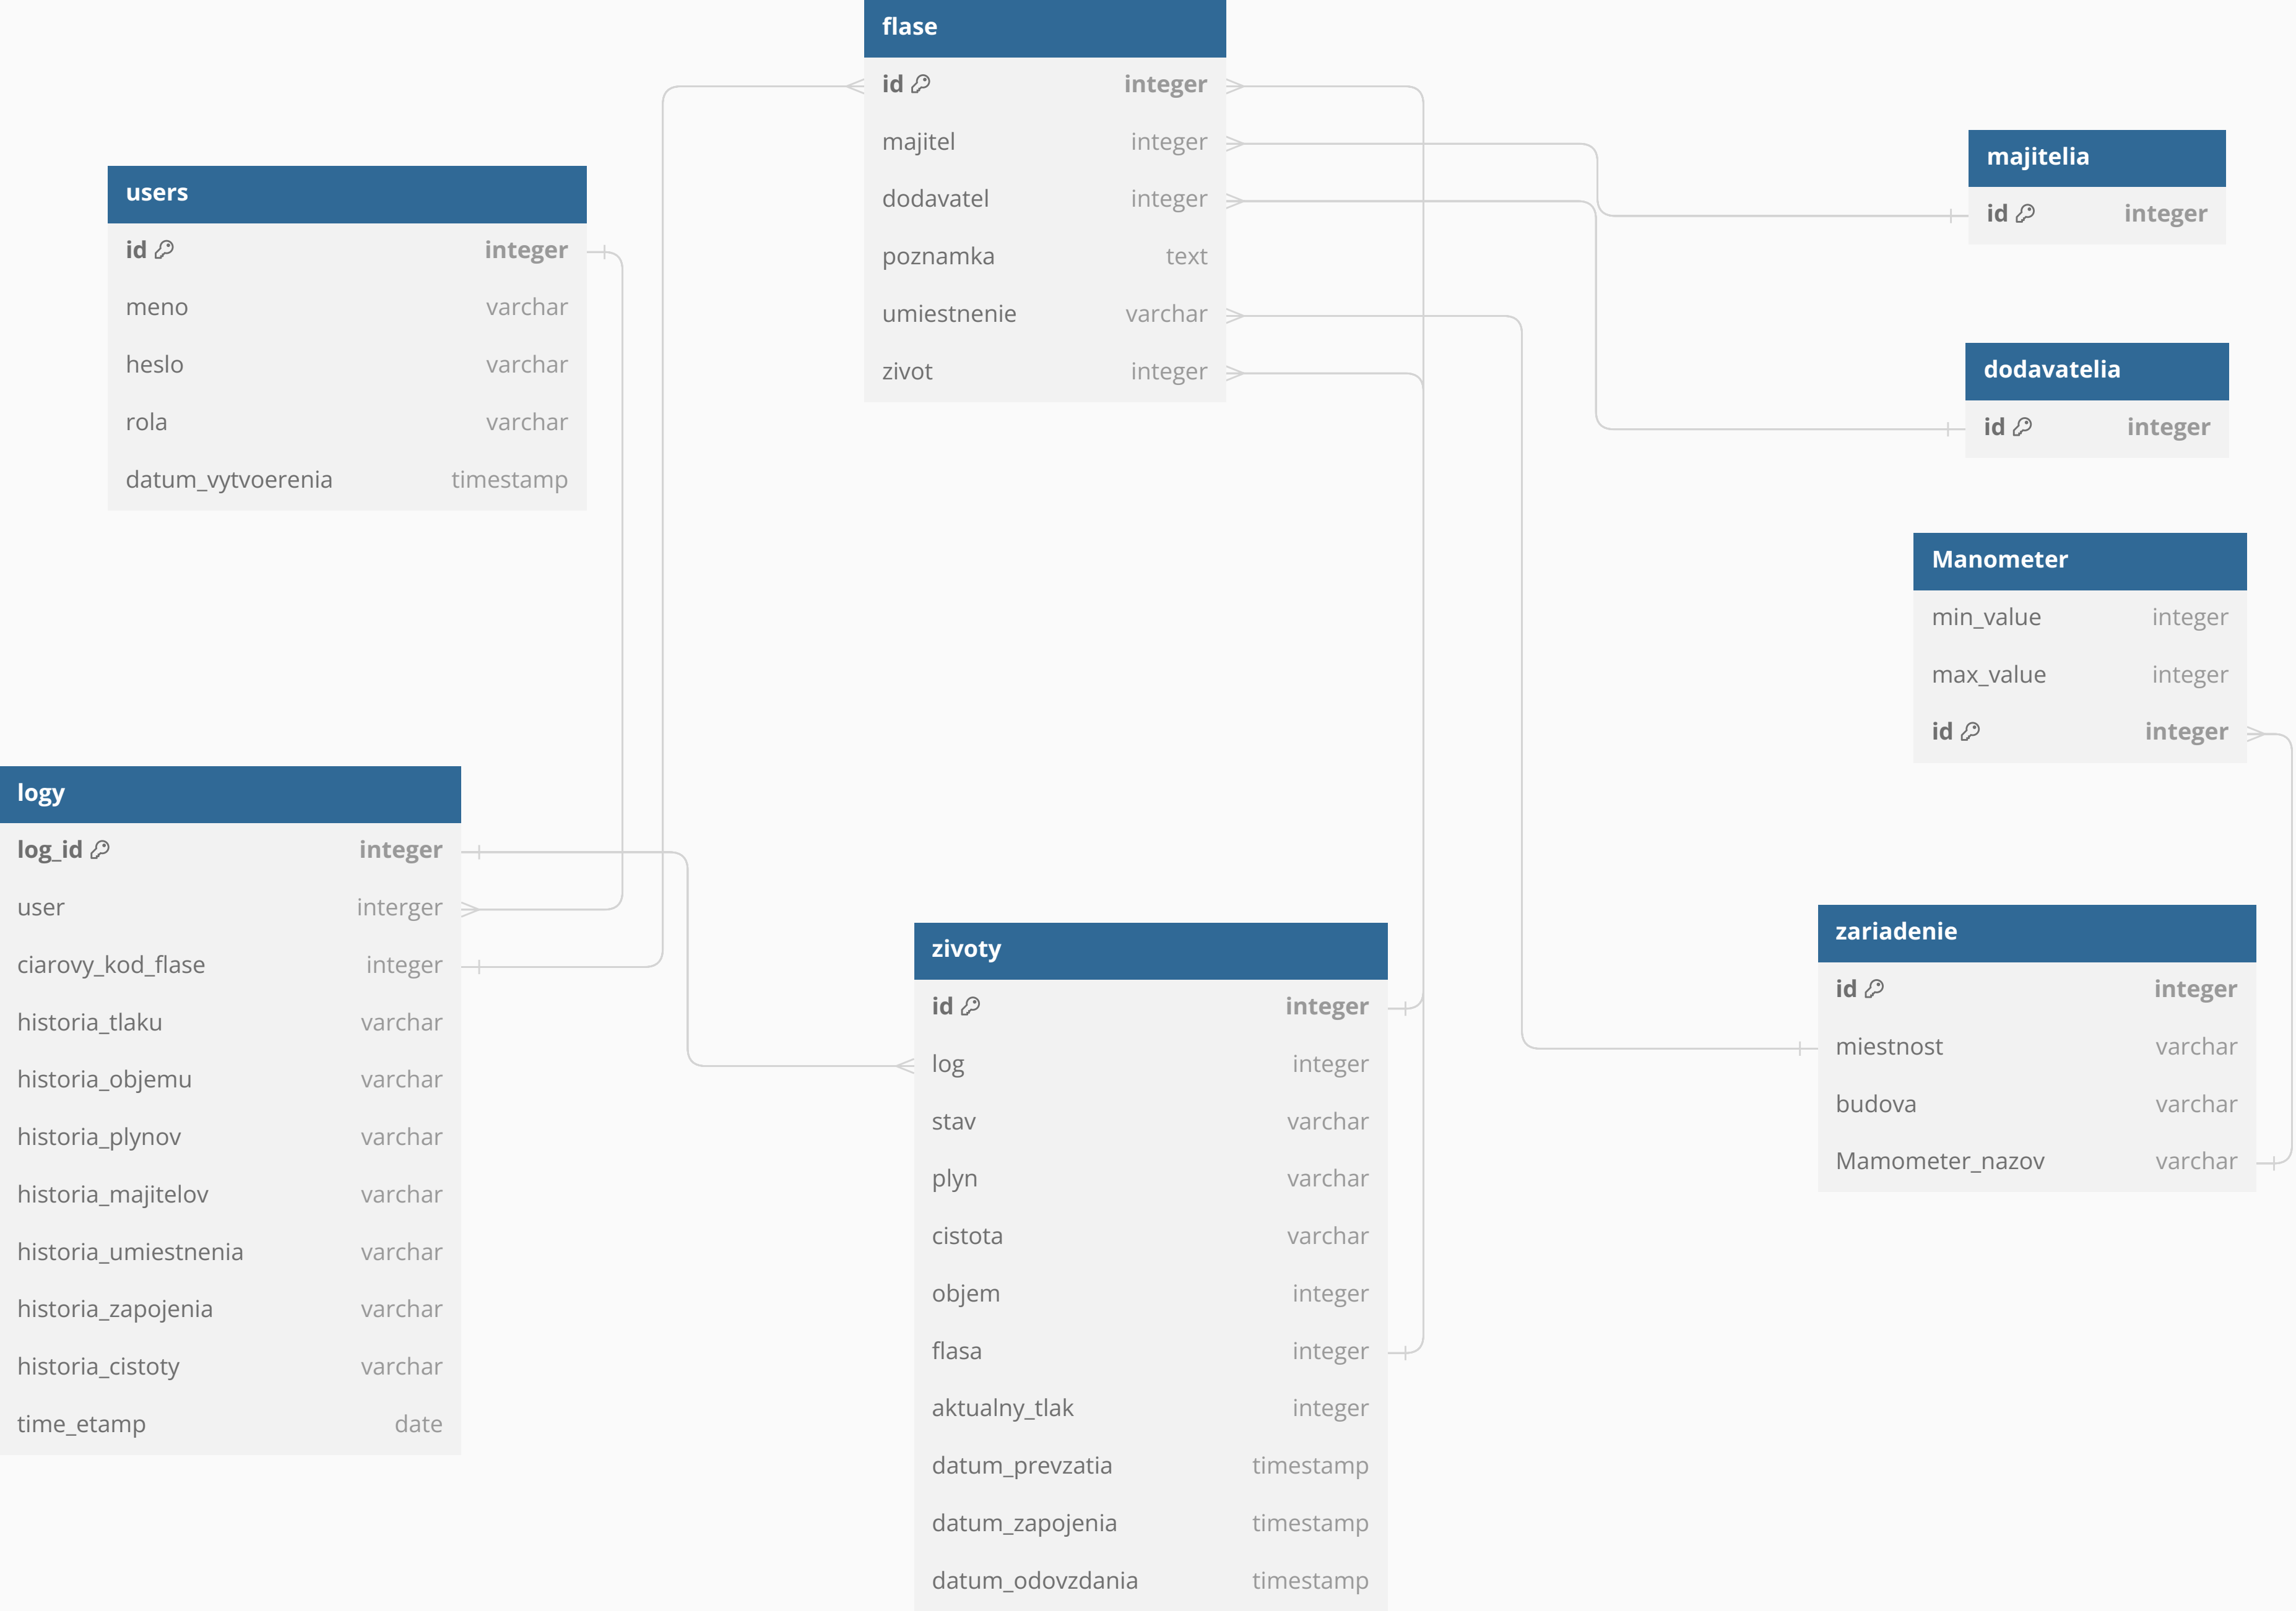 flase
id integer
majitel integer
dodavatel integer
poznamka text
umiestnenie varchar
zivot integer
users
id integer
meno varchar
heslo varchar
rola varchar
datum_vytvoerenia timestamp
majitelia
id integer
dodavatelia
id integer
Manometer
min_value integer
max_value integer
id integer
logy
log_id integer
user interger
ciarovy_kod_flase integer
historia_tlaku varchar
historia_objemu varchar
historia_plynov varchar
historia_majitelov varchar
historia_umiestnenia varchar
historia_zapojenia varchar
historia_cistoty varchar
time_etamp date
zivoty
id integer
log integer
stav varchar
plyn varchar
cistota varchar
objem integer
flasa integer
aktualny_tlak integer
datum_prevzatia timestamp
datum_zapojenia timestamp
datum_odovzdania timestamp
zariadenie
id integer
miestnost varchar
budova varchar
Mamometer_nazov varchar